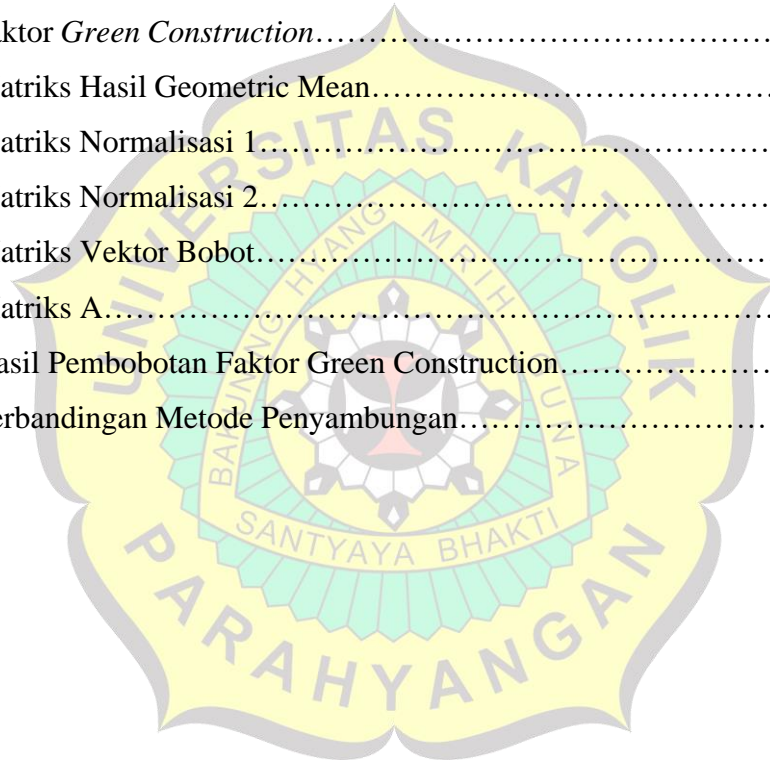 aktor Green Construction……………………………………….
atriks Hasil Geometric Mean…………………………………
atriks Normalisasi 1……………………………………………
atriks Normalisasi 2……………………………………………
atriks Vektor Bobot……………………………………………
atriks A…………………………………………………………
asil Pembobotan Faktor Green Construction…………………
erbandingan Metode Penyambungan…………………………
UNIVERSITAS KATOLIK
PARAHYANGAN
BAKUNING HYANG MRIH GUNA
SANTYAYA BHAKTI